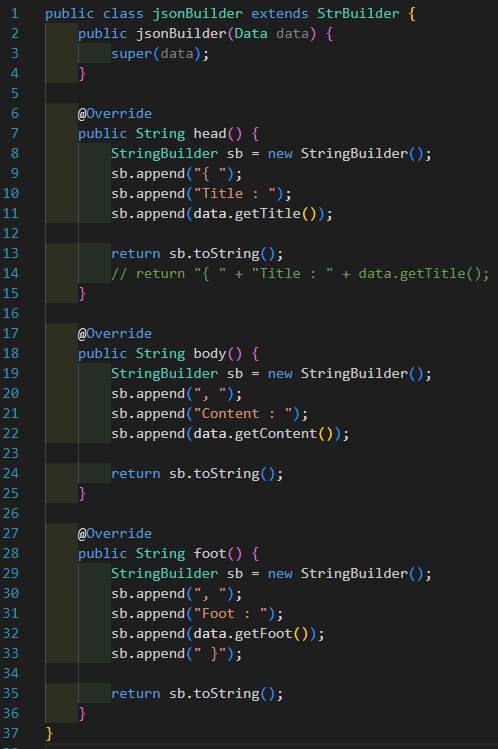 1 public class jsonBuilder extends StrBuilder {
2     public jsonBuilder(Data data) {
3         super(data);
4     }
5
6     @Override
7     public String head() {
8         StringBuilder sb = new StringBuilder();
9         sb.append("{ ");
10         sb.append("Title : ");
11         sb.append(data.getTitle());
12
13         return sb.toString();
14         // return "{ " + "Title : " + data.getTitle();
15     }
16
17     @Override
18     public String body() {
19         StringBuilder sb = new StringBuilder();
20         sb.append(", ");
21         sb.append("Content : ");
22         sb.append(data.getContent());
23
24         return sb.toString();
25     }
26
27     @Override
28     public String foot() {
29         StringBuilder sb = new StringBuilder();
30         sb.append(", ");
31         sb.append("Foot : ");
32         sb.append(data.getFoot());
33         sb.append(" }");
34
35         return sb.toString();
36     }
37 }